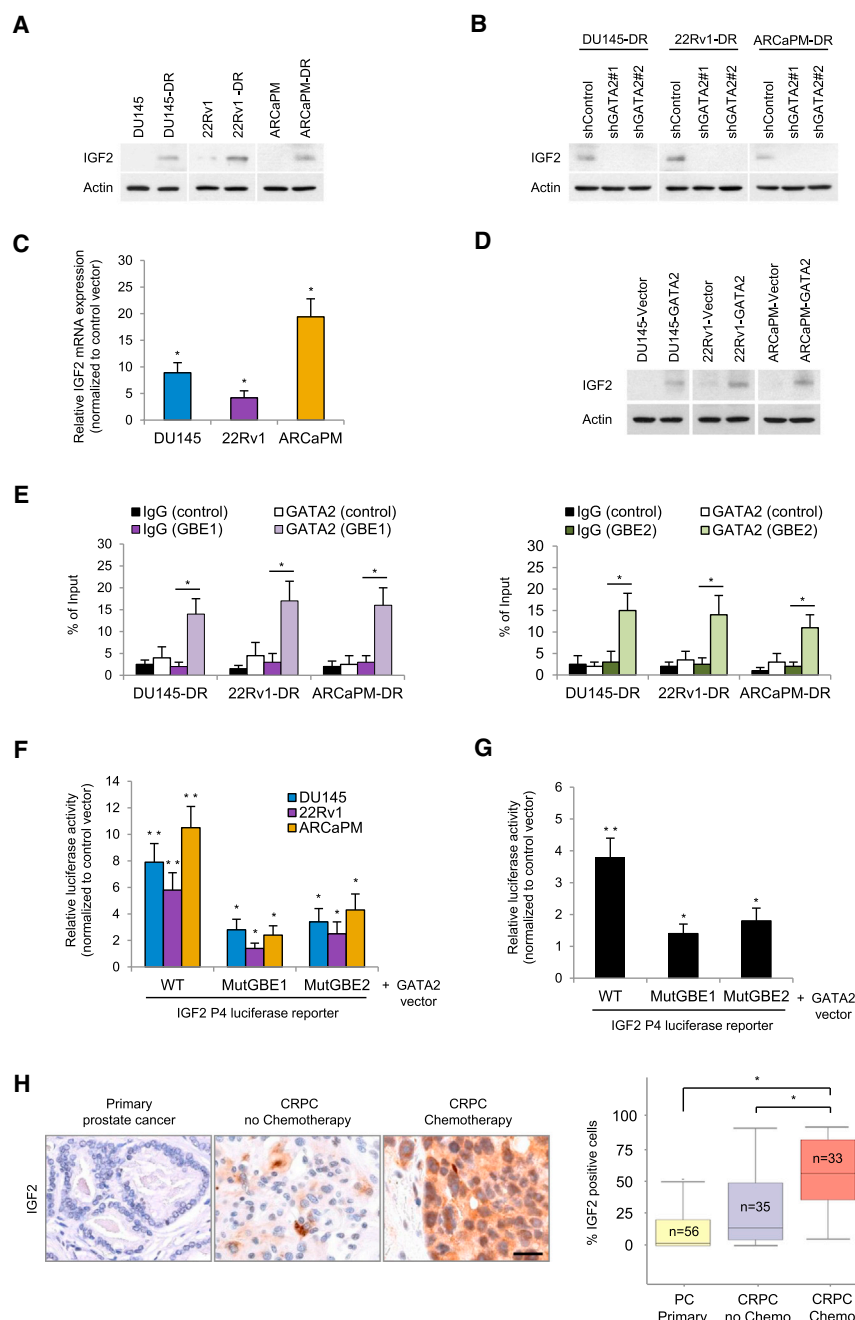 A
DU145
DU145-DR
22Rv1
22Rv1-DR
ARCaPM
ARCaPM-DR
IGF2
Actin
B
DU145-DR 22Rv1-DR ARCaPM-DR
shControl
shGATA2#1
shGATA2#2
shControl
shGATA2#1
shGATA2#2
shControl
shGATA2#1
shGATA2#2
IGF2
Actin
C
Relative IGF2 mRNA expression
(normalized to control vector)
30
25
20
15
10
5
0
*
*
*
DU145 22Rv1 ARCaPM
D
DU145-Vector
DU145-GATA2
22Rv1-Vector
22Rv1-GATA2
ARCaPM-Vector
ARCaPM-GATA2
IGF2
Actin
E
IgG (control) GATA2 (control)
IgG (GBE1) GATA2 (GBE1)
% of Input
30
25
20
15
10
5
0
* * *
DU145-DR 22Rv1-DR ARCaPM-DR
IgG (control) GATA2 (control)
IgG (GBE2) GATA2 (GBE2)
% of Input
30
25
20
15
10
5
0
* * *
DU145-DR 22Rv1-DR ARCaPM-DR
F
Relative luciferase activity
(normalized to control vector)
14
12
10
8
6
4
2
0
DU145
22Rv1
ARCaPM
** ** **
* * *
* * *
WT MutGBE1 MutGBE2 + GATA2
vector
IGF2 P4 luciferase reporter
G
Relative luciferase activity
(normalized to control vector)
6
5
4
3
2
1
0
**
*
*
WT MutGBE1 MutGBE2 + GATA2
vector
IGF2 P4 luciferase reporter
H
Primary
prostate cancer
CRPC
no Chemotherapy
CRPC
Chemotherapy
IGF2
% IGF2 positive cells
100
75
50
25
0
*
*
n=56
n=35
n=33
PC
Primary
CRPC
no Chemo.
CRPC
Chemo